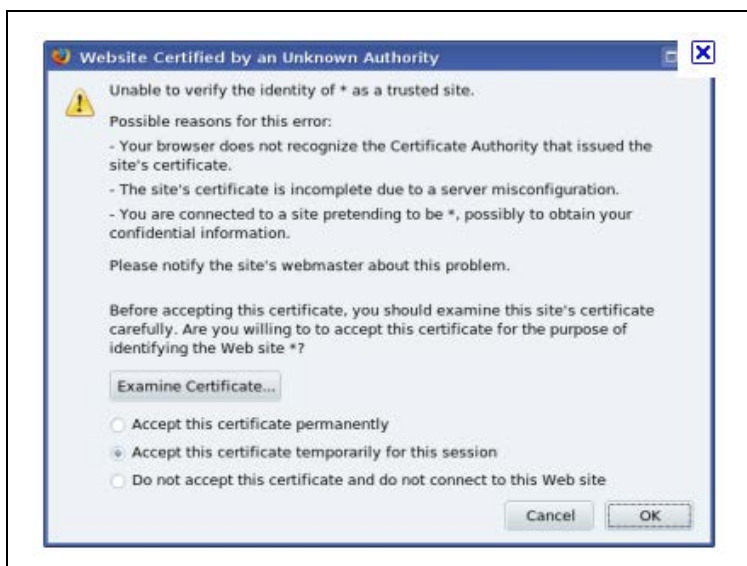 Website Certified by an Unknown Authority
Unable to verify the identity of * as a trusted site.
Possible reasons for this error:
- Your browser does not recognize the Certificate Authority that issued the
site's certificate.
- The site's certificate is incomplete due to a server misconfiguration.
- You are connected to a site pretending to be *, possibly to obtain your
confidential information.
Please notify the site's webmaster about this problem.
Before accepting this certificate, you should examine this site's certificate
carefully. Are you willing to to accept this certificate for the purpose of
identifying the Web site *?
Examine Certificate...
Accept this certificate permanently
Accept this certificate temporarily for this session
Do not accept this certificate and do not connect to this Web site
Cancel OK